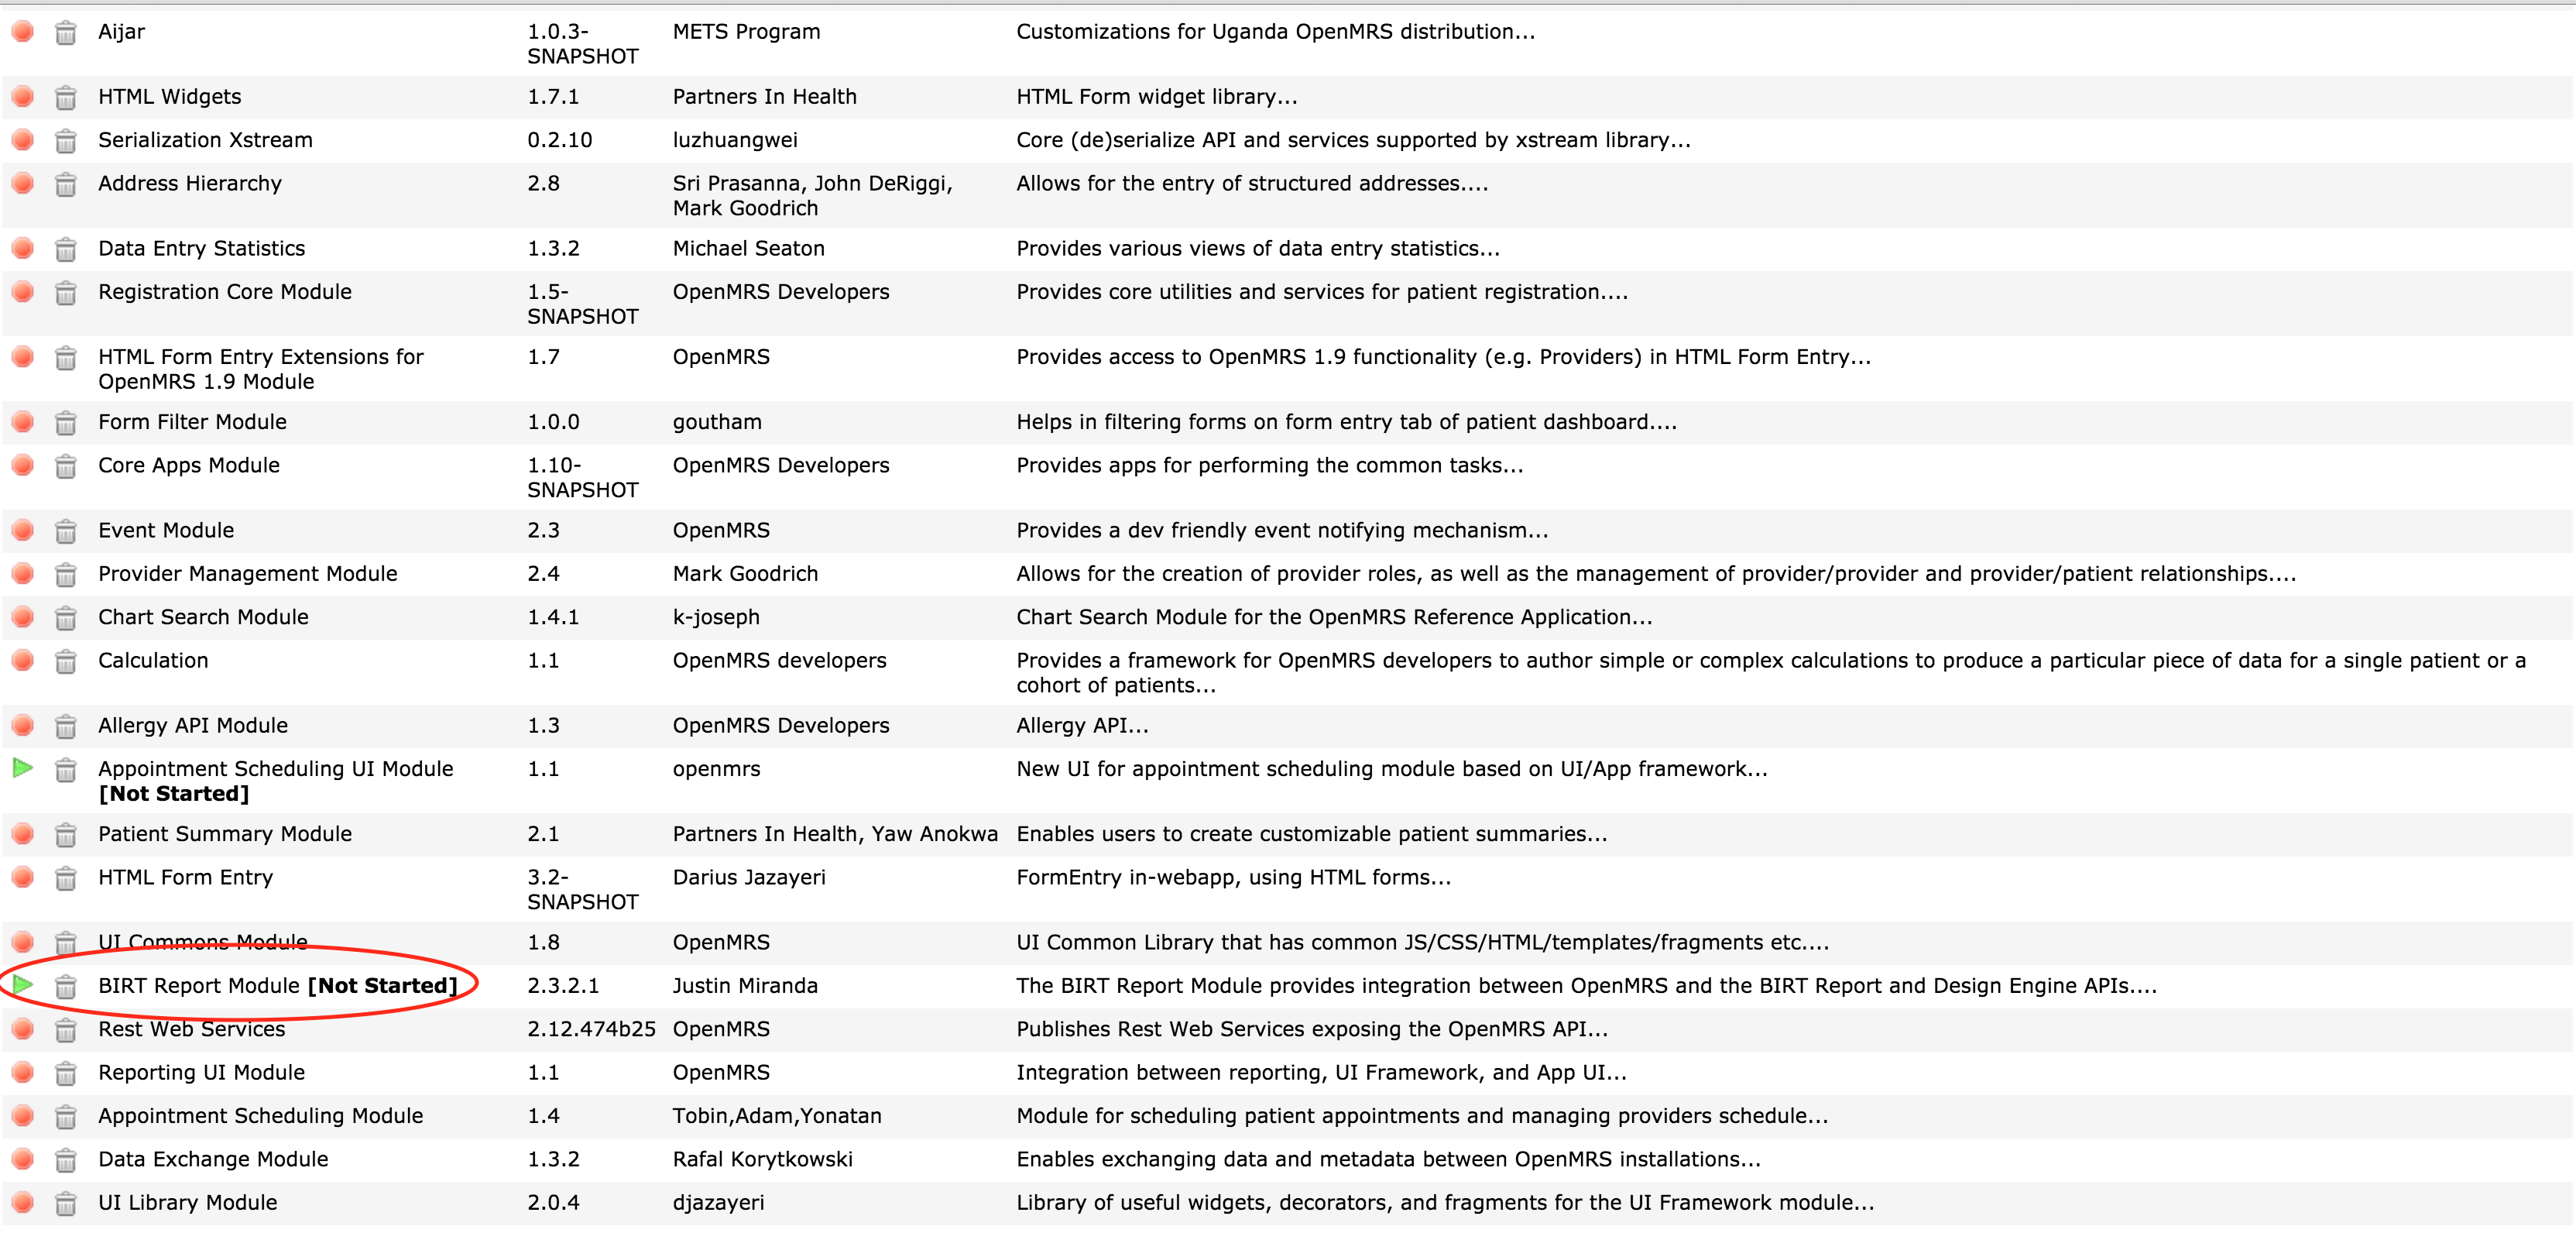 Aijar 1.0.3- METS Program Customizations for Uganda OpenMRS distribution...
SNAPSHOT
HTML Widgets 1.7.1 Partners In Health HTML Form widget library...
Serialization Xstream 0.2.10 luzhuangwei Core (de)serialize API and services supported by xstream library...
Address Hierarchy 2.8 Sri Prasanna, John DeRiggi, Allows for the entry of structured addresses....
Mark Goodrich
Data Entry Statistics 1.3.2 Michael Seaton Provides various views of data entry statistics...
Registration Core Module 1.5- OpenMRS Developers Provides core utilities and services for patient registration....
SNAPSHOT
HTML Form Entry Extensions for 1.7 OpenMRS Provides access to OpenMRS 1.9 functionality (e.g. Providers) in HTML Form Entry...
OpenMRS 1.9 Module
Form Filter Module 1.0.0 goutham Helps in filtering forms on form entry tab of patient dashboard....
Core Apps Module 1.10- OpenMRS Developers Provides apps for performing the common tasks...
SNAPSHOT
Event Module 2.3 OpenMRS Provides a dev friendly event notifying mechanism...
Provider Management Module 2.4 Mark Goodrich Allows for the creation of provider roles, as well as the management of provider/provider and provider/patient relationships....
Chart Search Module 1.4.1 k-joseph Chart Search Module for the OpenMRS Reference Application...
Calculation 1.1 OpenMRS developers Provides a framework for OpenMRS developers to author simple or complex calculations to produce a particular piece of data for a single patient or a
cohort of patients...
Allergy API Module 1.3 OpenMRS Developers Allergy API...
Appointment Scheduling UI Module 1.1 openmrs New UI for appointment scheduling module based on UI/App framework...
[Not Started]
Patient Summary Module 2.1 Partners In Health, Yaw Anokwa Enables users to create customizable patient summaries...
HTML Form Entry 3.2- Darius Jazayeri FormEntry in-webapp, using HTML forms...
SNAPSHOT
UI Commons Module 1.8 OpenMRS UI Common Library that has common JS/CSS/HTML/templates/fragments etc....
BIRT Report Module [Not Started] 2.3.2.1 Justin Miranda The BIRT Report Module provides integration between OpenMRS and the BIRT Report and Design Engine APIs....
Rest Web Services 2.12.474b25 OpenMRS Publishes Rest Web Services exposing the OpenMRS API...
Reporting UI Module 1.1 OpenMRS Integration between reporting, UI Framework, and App UI...
Appointment Scheduling Module 1.4 Tobin,Adam,Yonatan Module for scheduling patient appointments and managing providers schedule...
Data Exchange Module 1.3.2 Rafal Korytkowski Enables exchanging data and metadata between OpenMRS installations...
UI Library Module 2.0.4 djazayeri Library of useful widgets, decorators, and fragments for the UI Framework module...